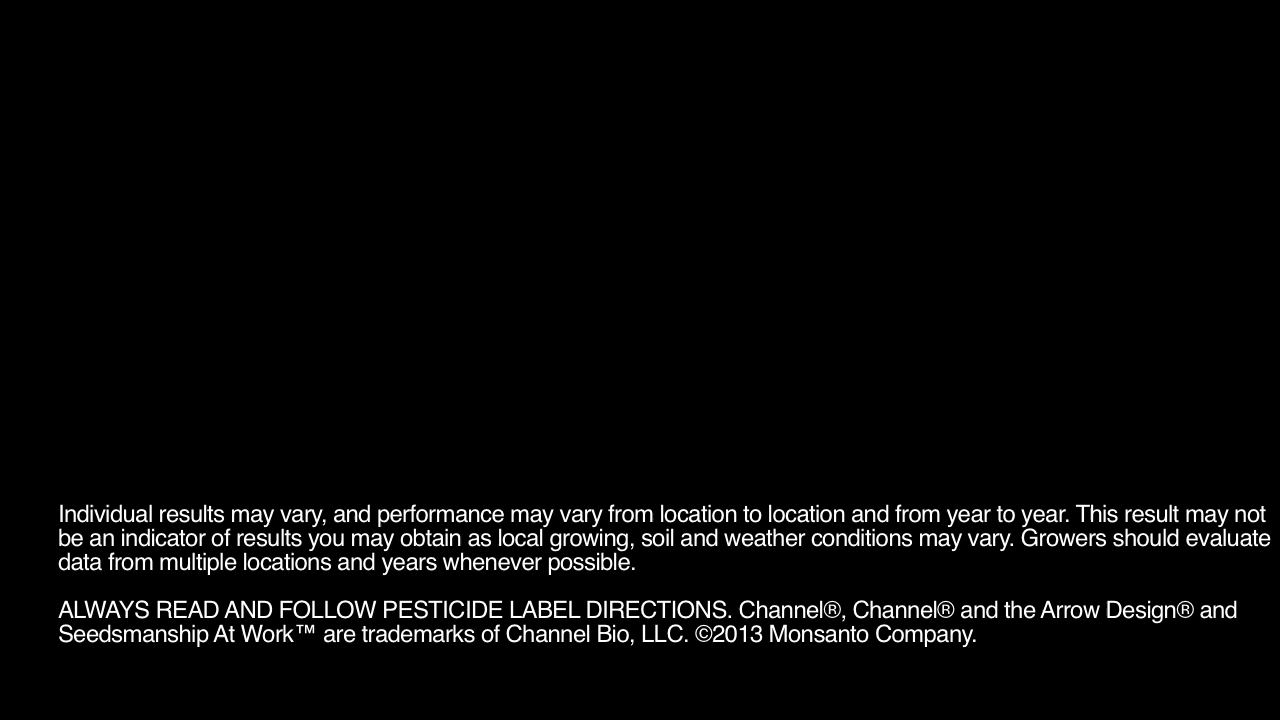 Individual results may vary, and performance may vary from location to location and from year to year. This result may not
be an indicator of results you may obtain as local growing, soil and weather conditions may vary. Growers should evaluate
data from multiple locations and years whenever possible.
ALWAYS READ AND FOLLOW PESTICIDE LABEL DIRECTIONS. Channel®, Channel® and the Arrow Design® and
Seedsmanship At Work™ are trademarks of Channel Bio, LLC. ©2013 Monsanto Company.